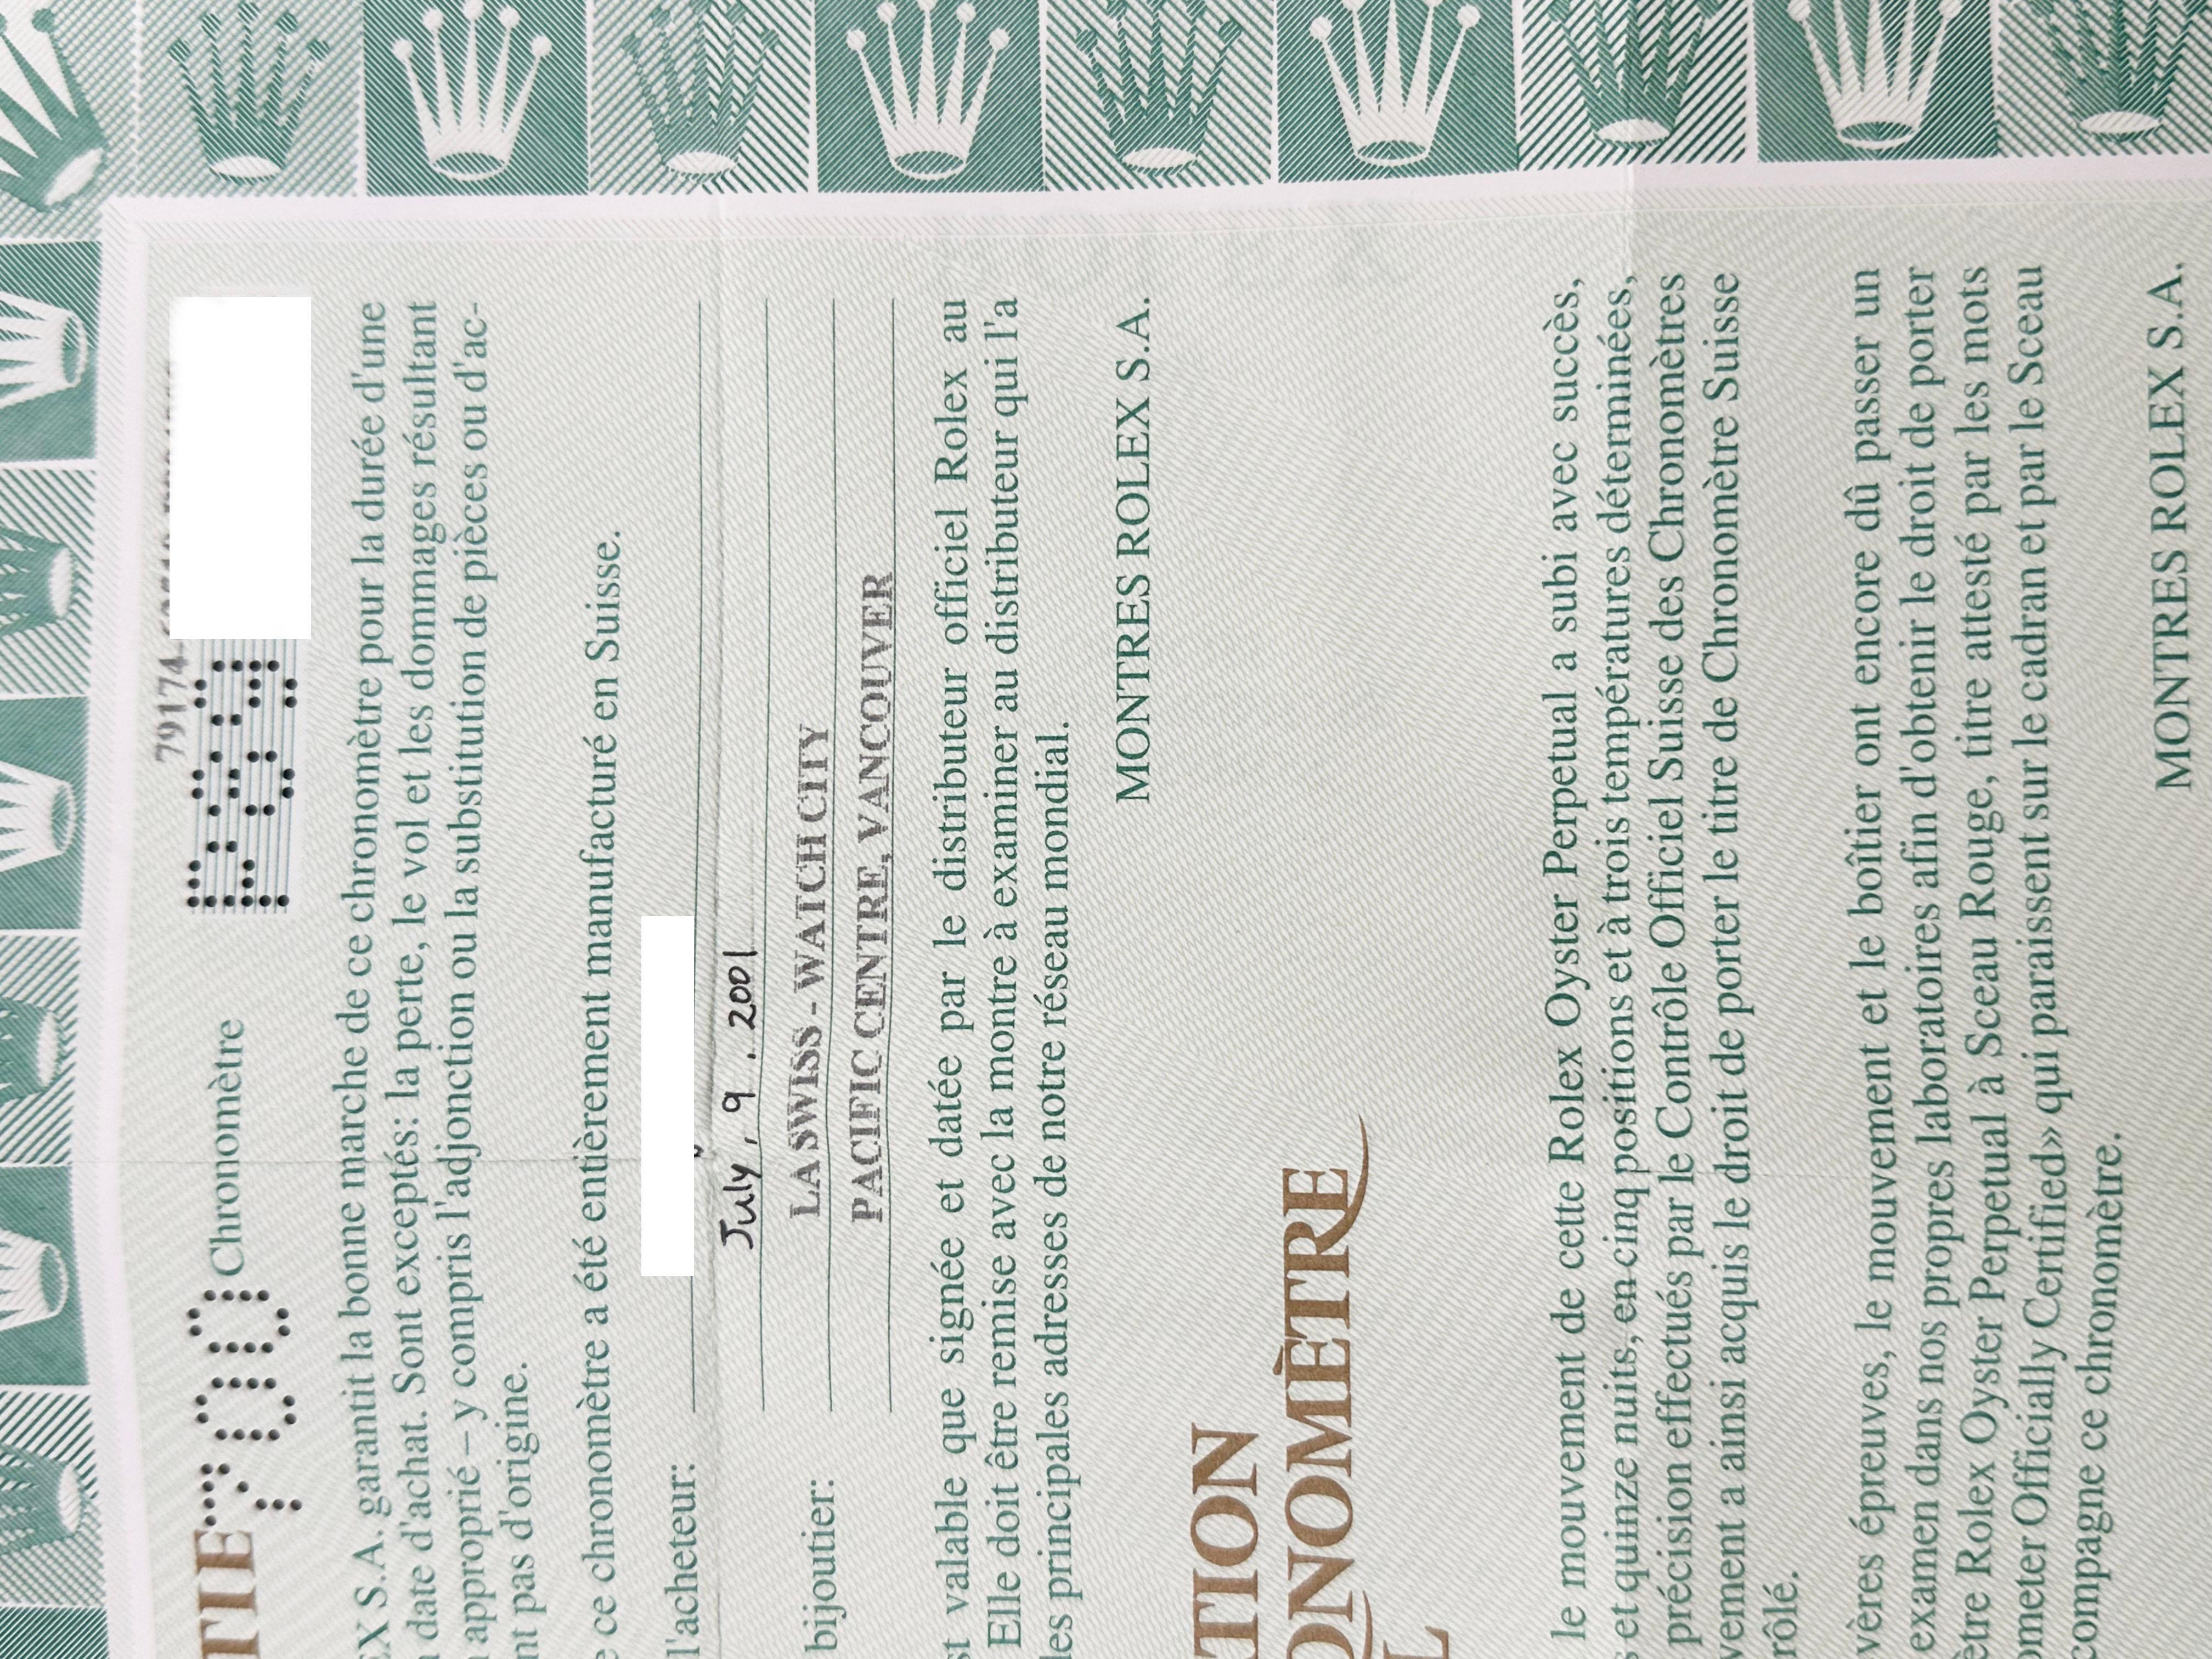 79174-
TIE 700 Chronomètre
EX S.A. garantit la bonne marche de ce chronomètre pour la durée d'une
date d'achat. Sont exceptés: la perte, le vol et les dommages résultant
approprié – y compris l'adjonction ou la substitution de pièces ou d'ac-
nt pas d'origine.
e ce chronomètre a été entièrement manufacturé en Suisse.
l'acheteur:
July, 9. 2001
bijoutier: LA SWISS - WATCH CITY
PACIFIC CENTRE, VANCOUVER
st valable que signée et datée par le distributeur officiel Rolex au
Elle doit être remise avec la montre à examiner au distributeur qui l'a
les principales adresses de notre réseau mondial.
MONTRES ROLEX S.A.
TION
ONOMÈTRE
L
le mouvement de cette Rolex Oyster Perpetual a subi avec succès,
s et quinze nuits, en cinq positions et à trois températures déterminées,
précision effectués par le Contrôle Officiel Suisse des Chronomètres
vement a ainsi acquis le droit de porter le titre de Chronomètre Suisse
rôlé.
vères épreuves, le mouvement et le boîtier ont encore dû passer un
examen dans nos propres laboratoires afin d'obtenir le droit de porter
être Rolex Oyster Perpetual à Sceau Rouge, titre attesté par les mots
ometer Officially Certified» qui paraissent sur le cadran et par le Sceau
compagne ce chronomètre.
MONTRES ROLEX S.A.